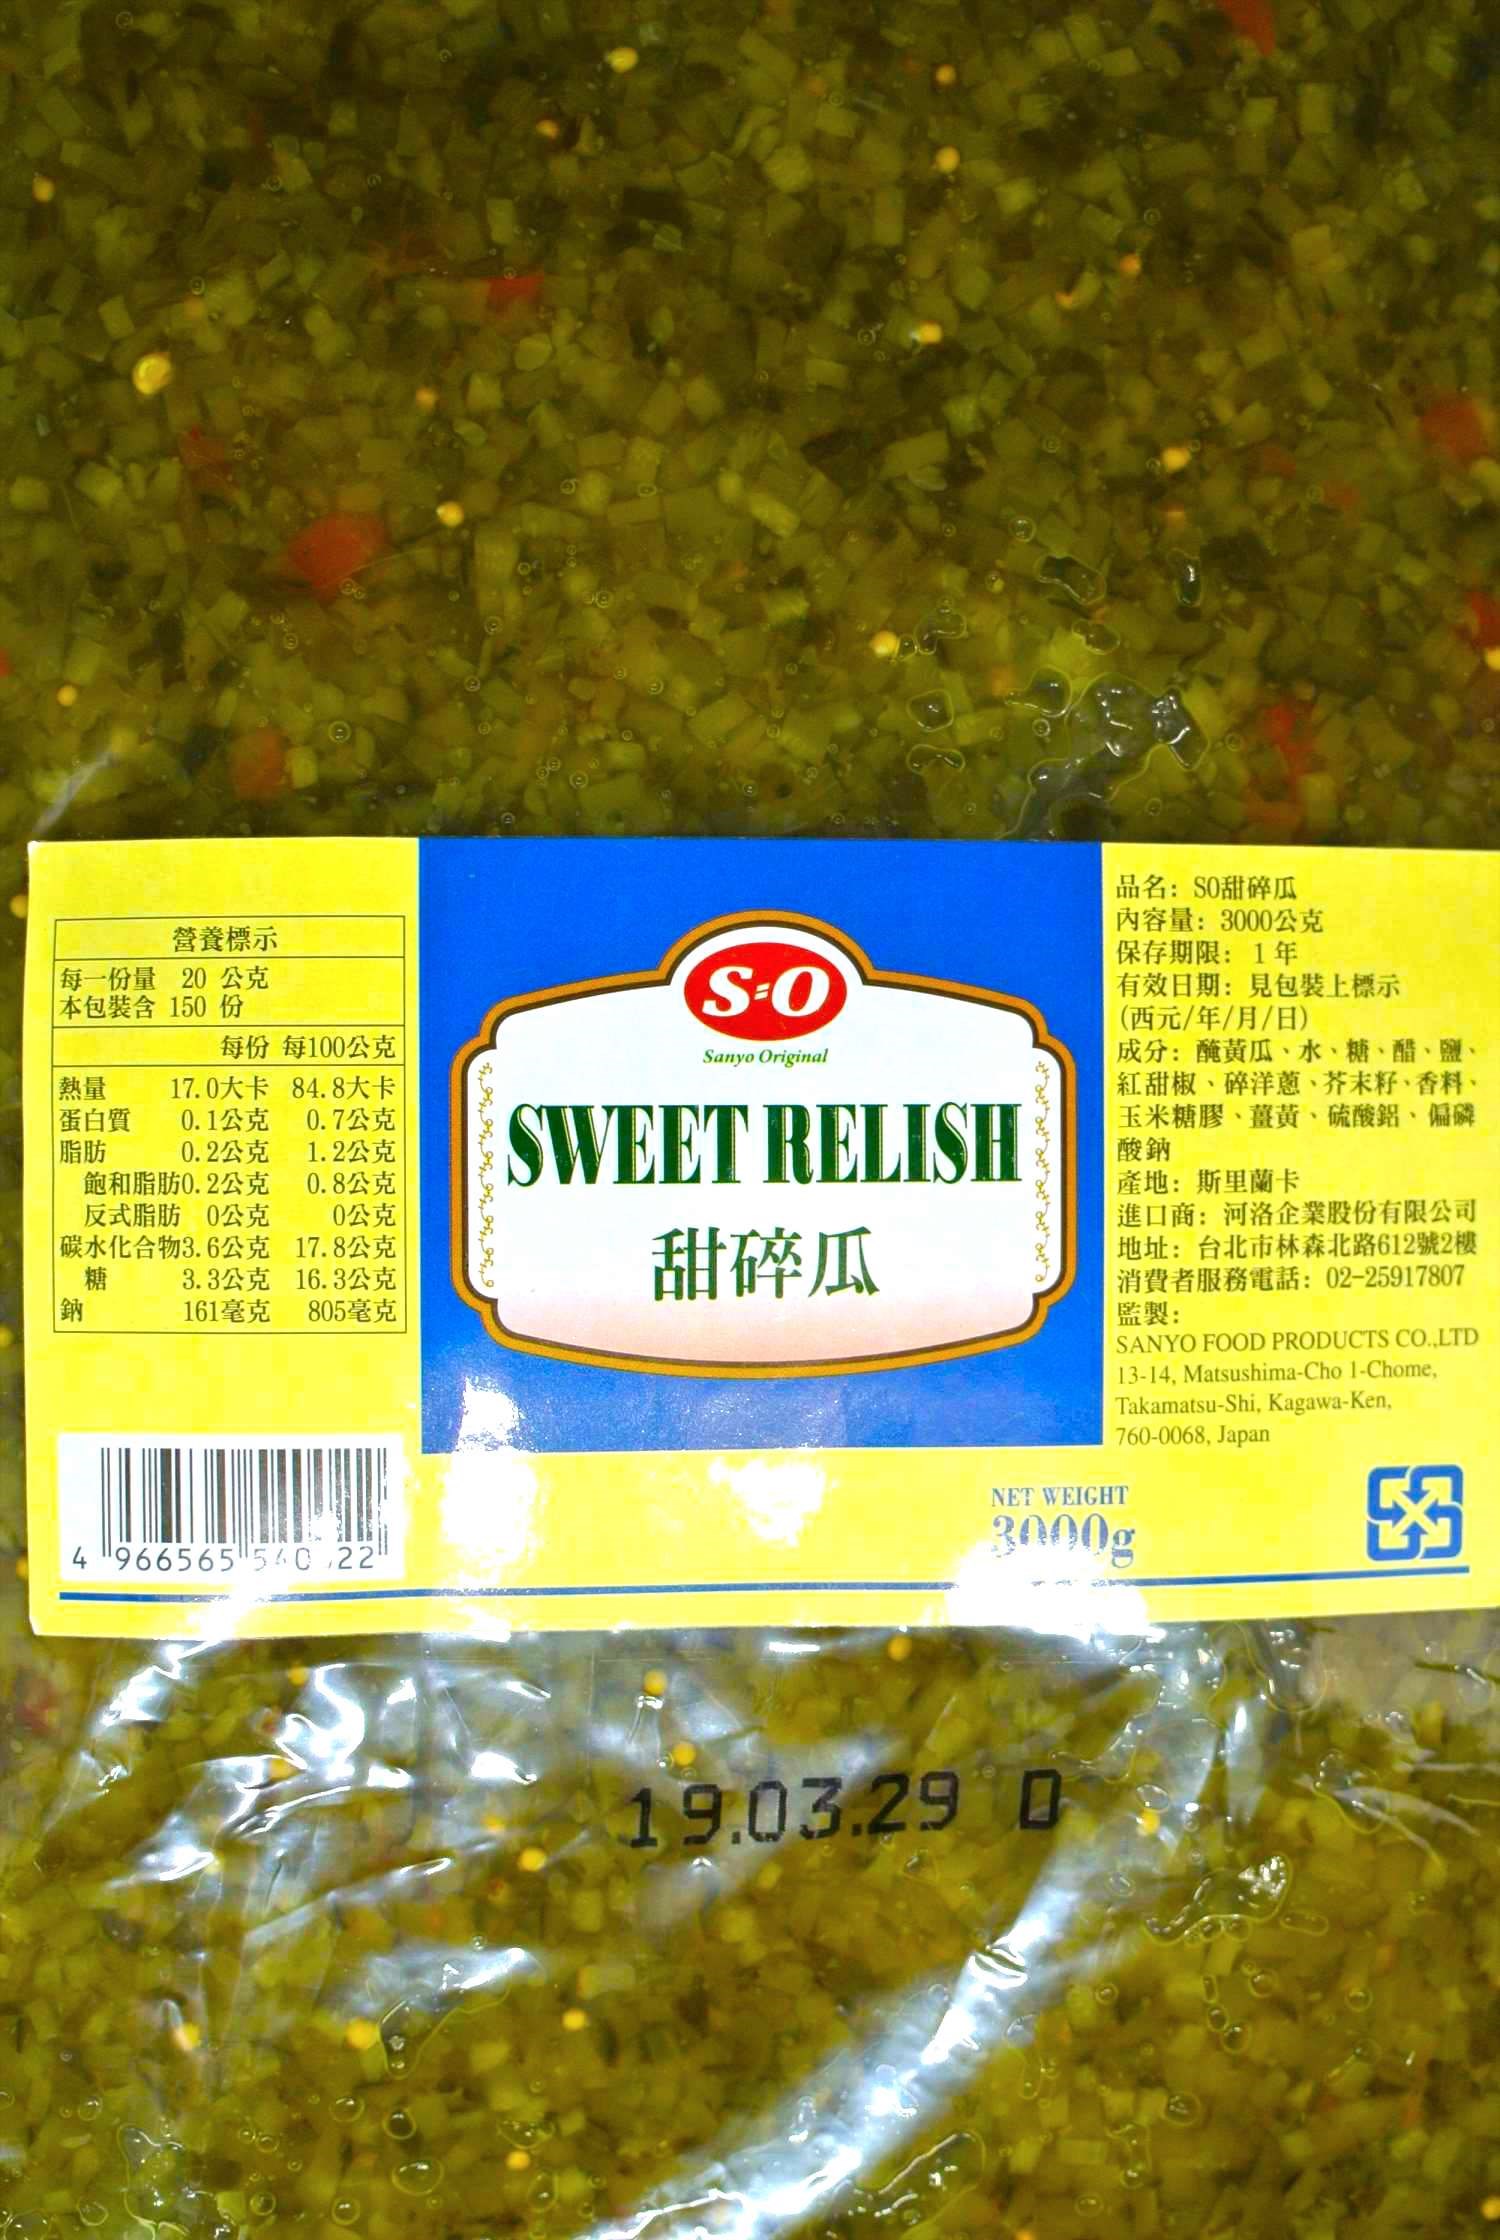 營養標示
每一份量 20 公克
本包裝含 150 份
每份 每100公克
熱量 17.0大卡 84.8大卡
蛋白質 0.1公克 0.7公克
脂肪 0.2公克 1.2公克
飽和脂肪0.2公克 0.8公克
反式脂肪 0公克 0公克
碳水化合物3.6公克 17.8公克
糖 3.3公克 16.3公克
鈉 161毫克 805毫克
4 966565
S=O
Sanyo Original
SWEET RELISH
甜碎瓜
品名: SO甜碎瓜
內容量: 3000公克
保存期限: 1年
有效日期: 見包裝上標示
(西元/年/月/日)
成分: 醃黃瓜、水、糖、醋、鹽、
紅甜椒、碎洋蔥、芥末籽、香料、
玉米糖膠、薑黃、硫酸鋁、偏磷
酸鈉
產地: 斯里蘭卡
進口商: 河洛企業股份有限公司
地址: 台北市林森北路612號2樓
消費者服務電話: 02-25917807
監製:
SANYO FOOD PRODUCTS CO.,LTD
13-14, Matsushima-Cho 1-Chome,
Takamatsu-Shi, Kagawa-Ken,
760-0068, Japan
NET WEIGHT
3000g
19.03.29 D